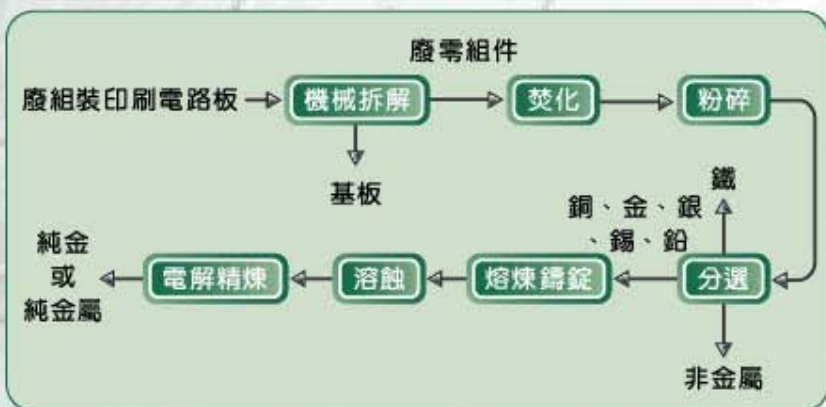 廢組裝印刷電路板
機械拆解
廢零組件
焚化
粉碎
基板
鐵
銅、金、銀
、錫、鉛
分選
非金屬
熔煉鑄錠
溶蝕
電解精煉
純金
或
純金屬